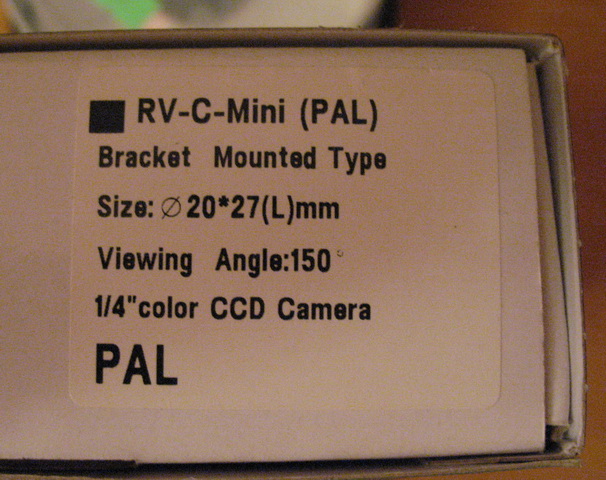 ■ RV-C-Mini (PAL)
Bracket Mounted Type
Size: ∅20*27(L)mm
Viewing Angle:150°
1/4"color CCD Camera
PAL